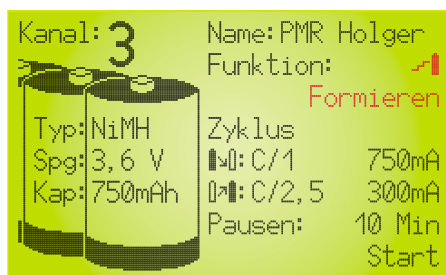 Kanal: 3
Name: PMR Holger
Funktion:
Formieren
Typ: NiMH
Spg: 3,6 V
Kap: 750mAh
Zyklus
C/1 750mA
C/2,5 300mA
Pausen: 10 Min
Start